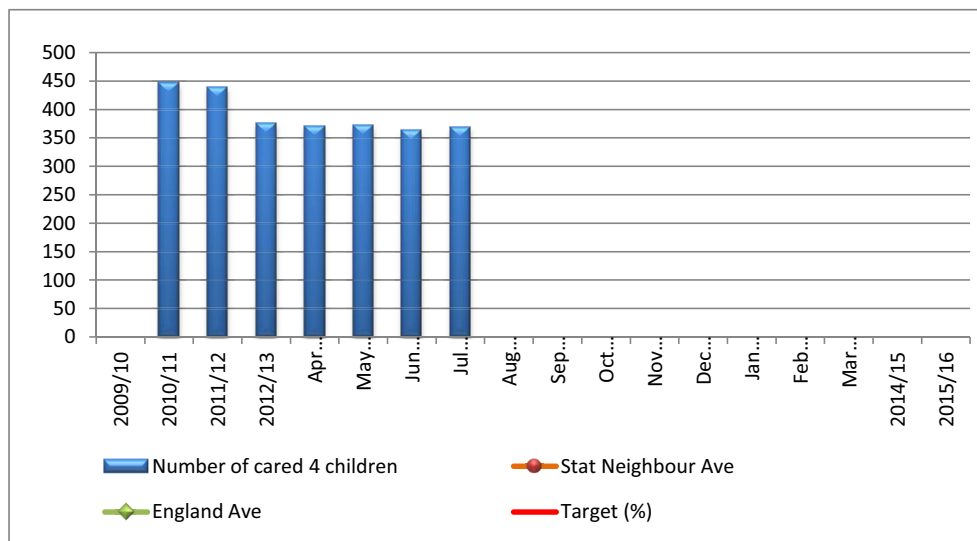 500
450
400
350
300
250
200
150
100
50
0
2009/10
2010/11
2011/12
2012/13
Apr...
May...
Jun...
Jul...
Aug...
Sep...
Oct...
Nov...
Dec...
Jan...
Feb...
Mar...
2014/15
2015/16
Number of cared 4 children
Stat Neighbour Ave
England Ave
Target (%)